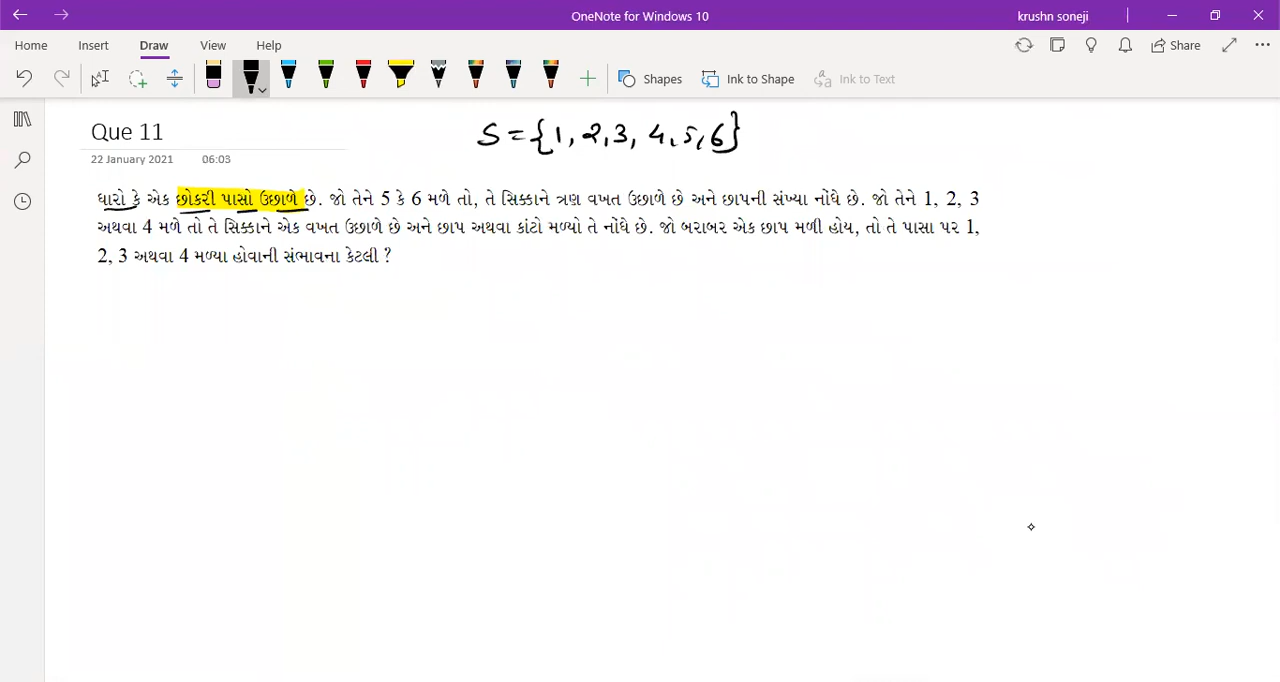 OneNote for Windows 10
krushn soneji
Home Insert Draw View Help
Share
Shapes Ink to Shape Ink to Text
Que 11
S = {1, 2, 3, 4, 5, 6}
22 January 2021 06:03
ધારો કે એક છોકરી પાસો ઉછાળે છે. જો તેને 5 કે 6 મળે તો, તે સિક્કાને ત્રણ વખત ઉછાળે છે અને છાપની સંખ્યા નોંધે છે. જો તેને 1, 2, 3
અથવા 4 મળે તો તે સિક્કાને એક વખત ઉછાળે છે અને છાપ અથવા કાંટો મળ્યો તે નોંધે છે. જો બરાબર એક છાપ મળી હોય, તો તે પાસા પર 1,
2, 3 અથવા 4 મળ્યા હોવાની સંભાવના કેટલી ?